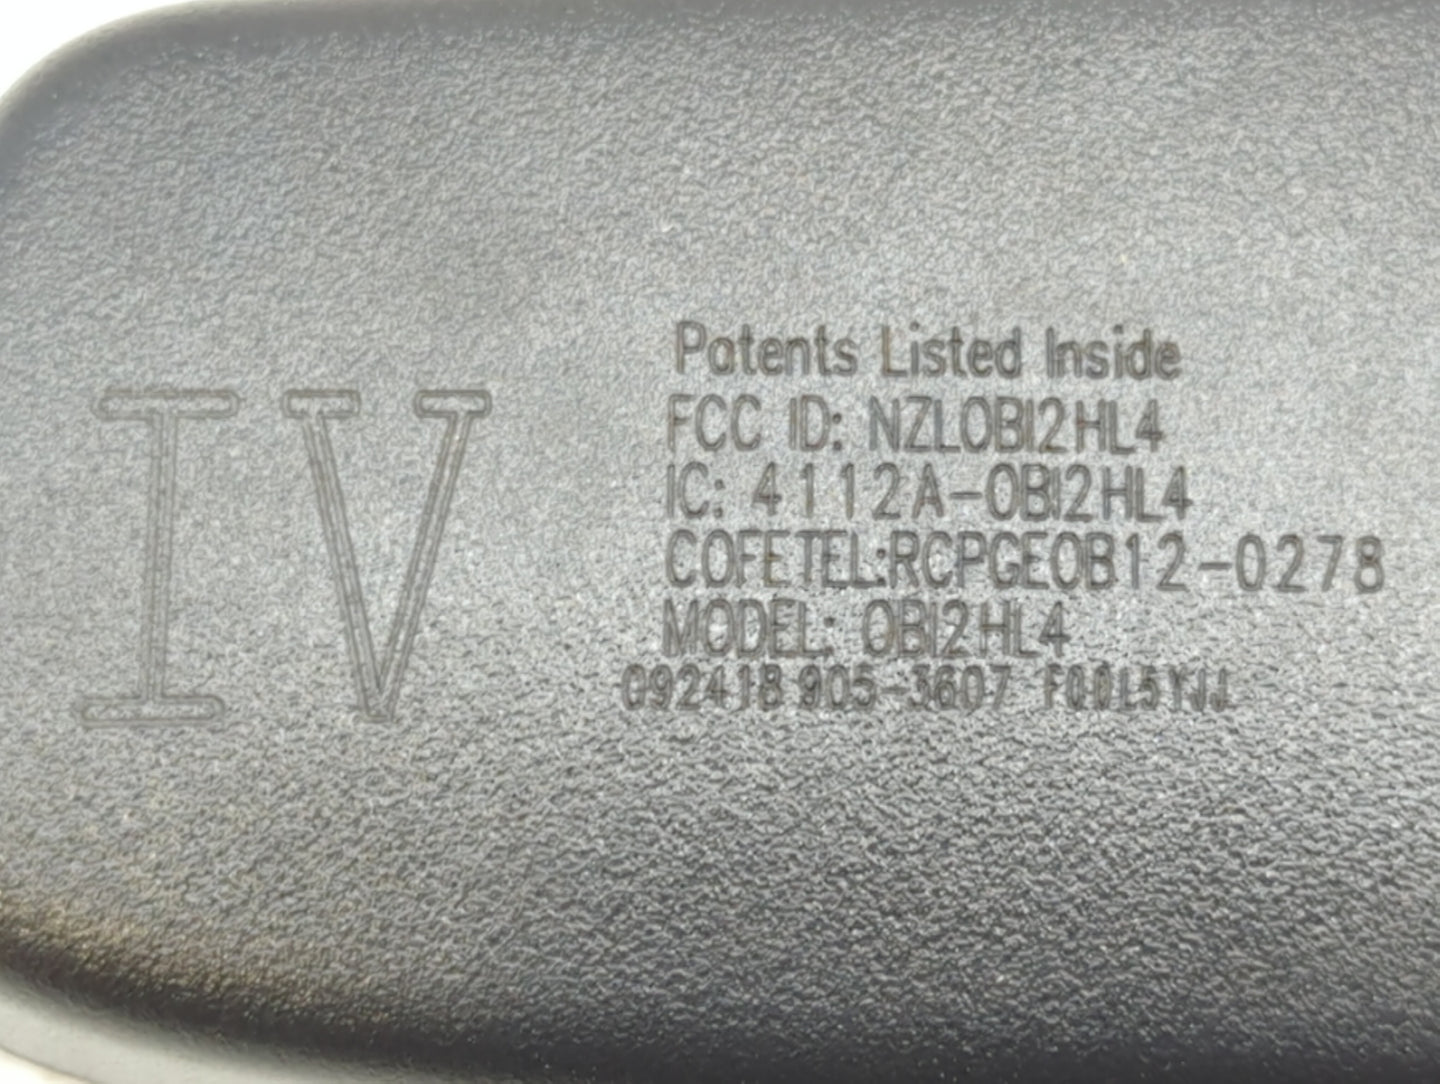 IV
Patents Listed Inside
FCC ID: NZLOBI2HL4
IC: 4112A-OBI2HL4
COFETEL:RCPGEOB12-0278
MODEL: OBI2HL4
092418 905-3607